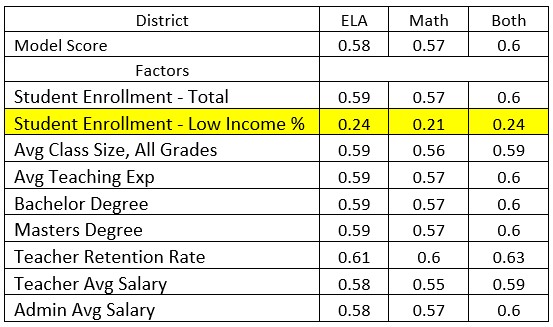 District ELA Math Both
Model Score 0.58 0.57 0.6
Factors
Student Enrollment - Total 0.59 0.57 0.6
Student Enrollment - Low Income % 0.24 0.21 0.24
Avg Class Size, All Grades 0.59 0.56 0.59
Avg Teaching Exp 0.59 0.57 0.6
Bachelor Degree 0.59 0.57 0.6
Masters Degree 0.59 0.57 0.6
Teacher Retention Rate 0.61 0.6 0.63
Teacher Avg Salary 0.58 0.55 0.59
Admin Avg Salary 0.58 0.57 0.6